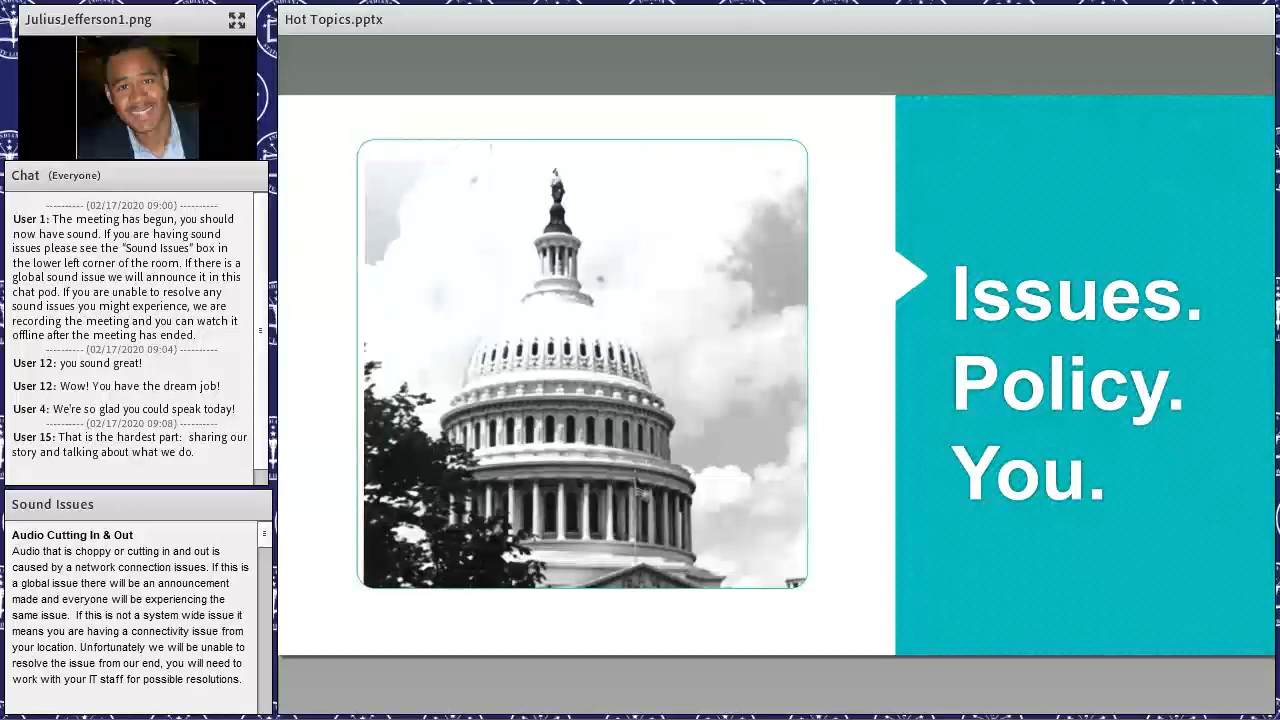 JuliusJefferson1.png
Hot Topics.pptx
Chat (Everyone)
---------- (02/17/2020 09:00) ----------
User 1: The meeting has begun, you should
now have sound. If you are having sound
issues please see the "Sound Issues" box in
the lower left corner of the room. If there is a
global sound issue we will announce it in this
chat pod. If you are unable to resolve any
sound issues you might experience, we are
recording the meeting and you can watch it
offline after the meeting has ended.
---------- (02/17/2020 09:04) ----------
User 12: you sound great!
User 12: Wow! You have the dream job!
User 4: We're so glad you could speak today!
---------- (02/17/2020 09:08) ----------
User 15: That is the hardest part: sharing our
story and talking about what we do.
Sound Issues
Audio Cutting In & Out
Audio that is choppy or cutting in and out is
caused by a network connection issues. If this is
a global issue there will be an announcement
made and everyone will be experiencing the
same issue. If this is not a system wide issue it
means you are having a connectivity issue from
your location. Unfortunately we will be unable to
resolve the issue from our end, you will need to
work with your IT staff for possible resolutions.
Issues.
Policy.
You.